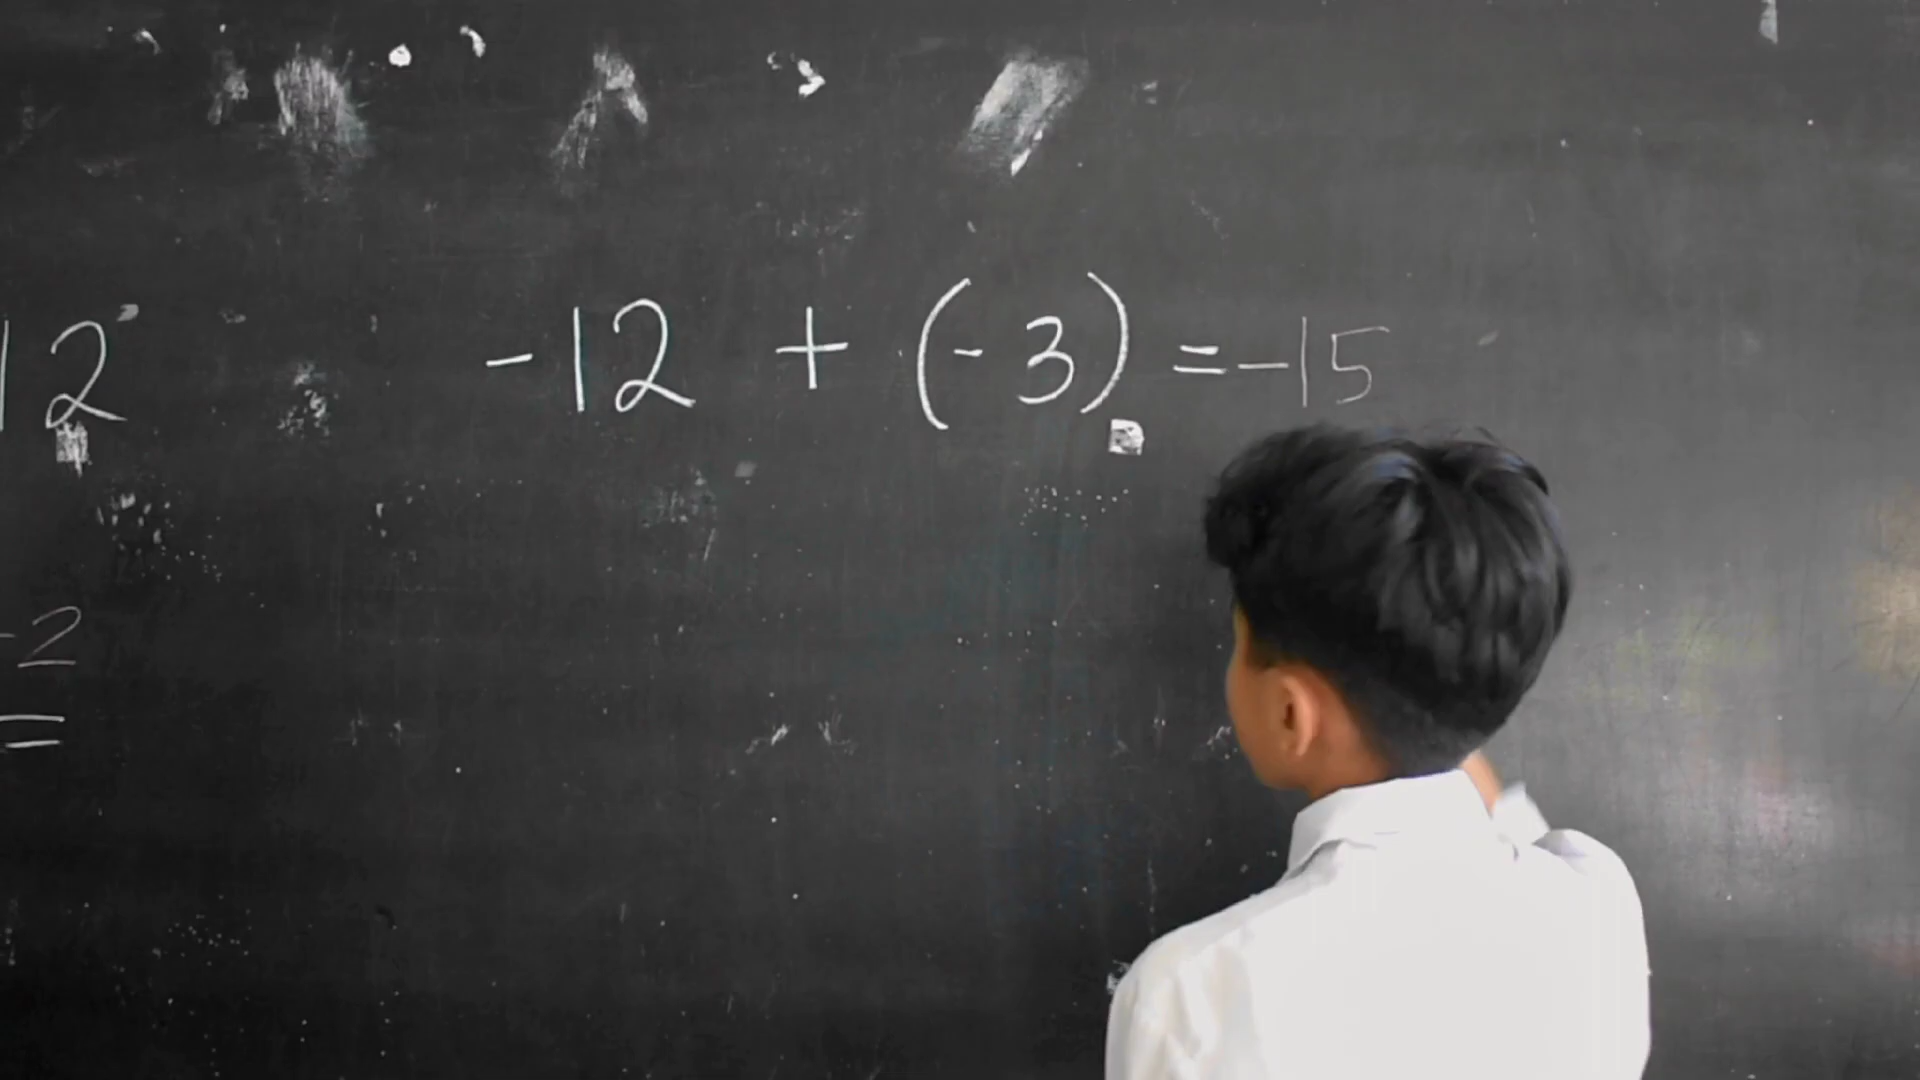 12 -12 + (-3) = -15
-2
=